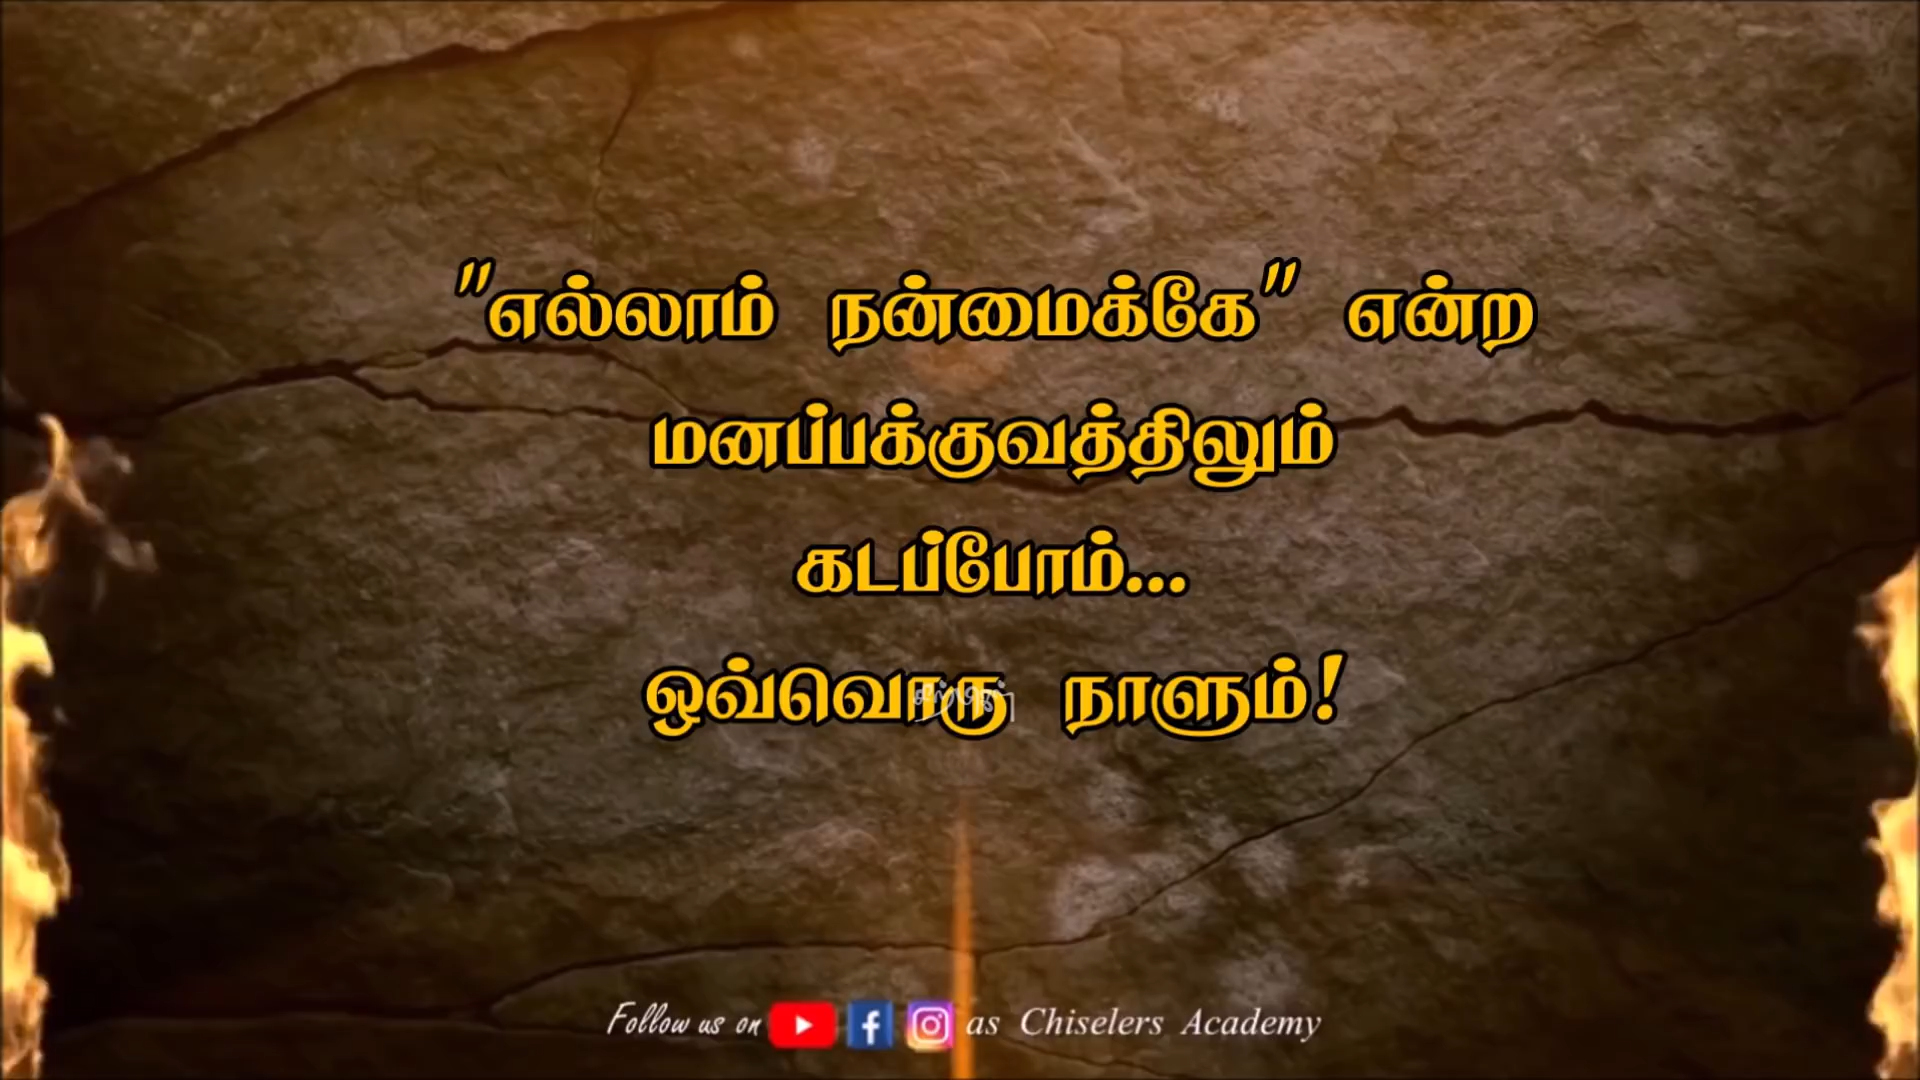 "எல்லாம் நன்மைக்கே" என்ற
மனப்பக்குவத்திலும்
கடப்போம்...
ஒவ்வொரு நாளும்!
Follow us on as Chiselers Academy